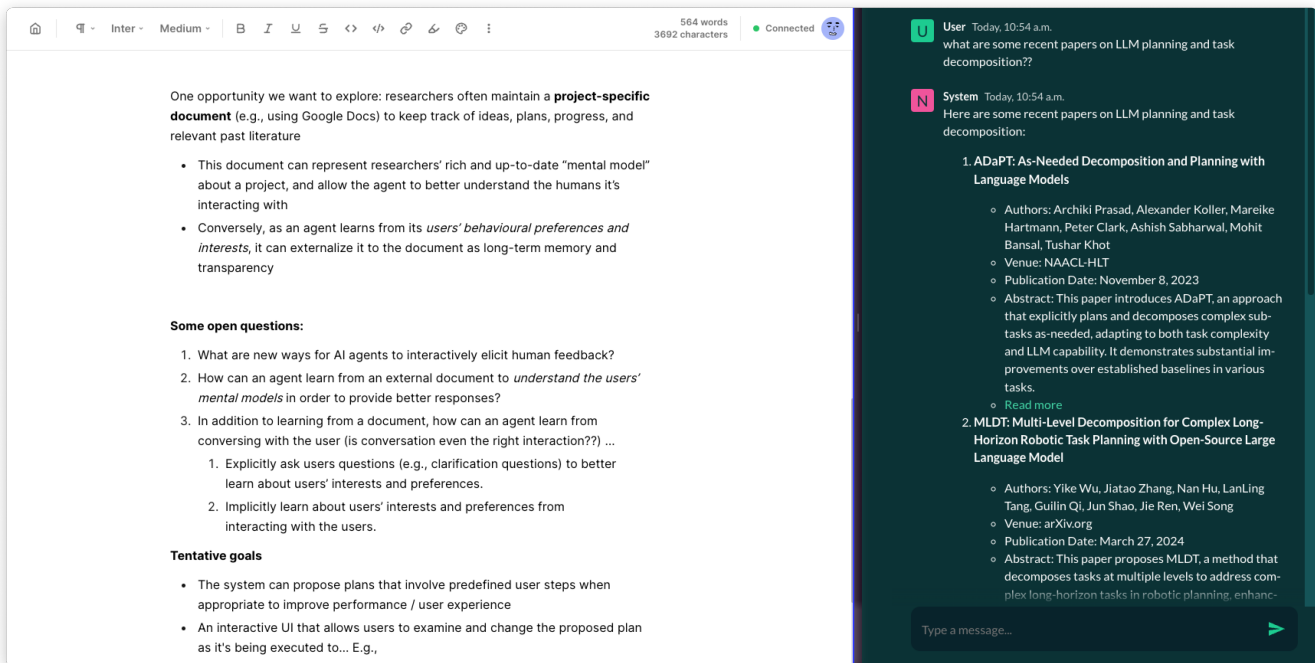 Inter
Medium
B
I
U
S
564 words
3692 characters
Connected
One opportunity we want to explore: researchers often maintain a project-specific
document (e.g., using Google Docs) to keep track of ideas, plans, progress, and
relevant past literature
• This document can represent researchers’ rich and up-to-date “mental model”
about a project, and allow the agent to better understand the humans it’s
interacting with
• Conversely, as an agent learns from its users’ behavioural preferences and
interests, it can externalize it to the document as long-term memory and
transparency
Some open questions:
1. What are new ways for AI agents to interactively elicit human feedback?
2. How can an agent learn from an external document to understand the users’
mental models in order to provide better responses?
3. In addition to learning from a document, how can an agent learn from
conversing with the user (is conversation even the right interaction??) ...
1. Explicitly ask users questions (e.g., clarification questions) to better
learn about users’ interests and preferences.
2. Implicitly learn about users’ interests and preferences from
interacting with the users.
Tentative goals
• The system can propose plans that involve predefined user steps when
appropriate to improve performance / user experience
• An interactive UI that allows users to examine and change the proposed plan
as it's being executed to... E.g.,
U
User Today, 10:54 a.m.
what are some recent papers on LLM planning and task
decomposition??
N
System Today, 10:54 a.m.
Here are some recent papers on LLM planning and task
decomposition:
1. ADaPT: As-Needed Decomposition and Planning with
Language Models
◦ Authors: Archiki Prasad, Alexander Koller, Mareike
Hartmann, Peter Clark, Ashish Sabharwal, Mohit
Bansal, Tushar Khot
◦ Venue: NAACL-HLT
◦ Publication Date: November 8, 2023
◦ Abstract: This paper introduces ADaPT, an approach
that explicitly plans and decomposes complex sub-
tasks as-needed, adapting to both task complexity
and LLM capability. It demonstrates substantial im-
provements over established baselines in various
tasks.
◦ Read more
2. MLDT: Multi-Level Decomposition for Complex Long-
Horizon Robotic Task Planning with Open-Source Large
Language Model
◦ Authors: Yike Wu, Jiatao Zhang, Nan Hu, LanLing
Tang, Guilin Qi, Jun Shao, Jie Ren, Wei Song
◦ Venue: arXiv.org
◦ Publication Date: March 27, 2024
◦ Abstract: This paper proposes MLDT, a method that
decomposes tasks at multiple levels to address com-
plex long-horizon tasks in robotic planning, enhanc-
Type a message...